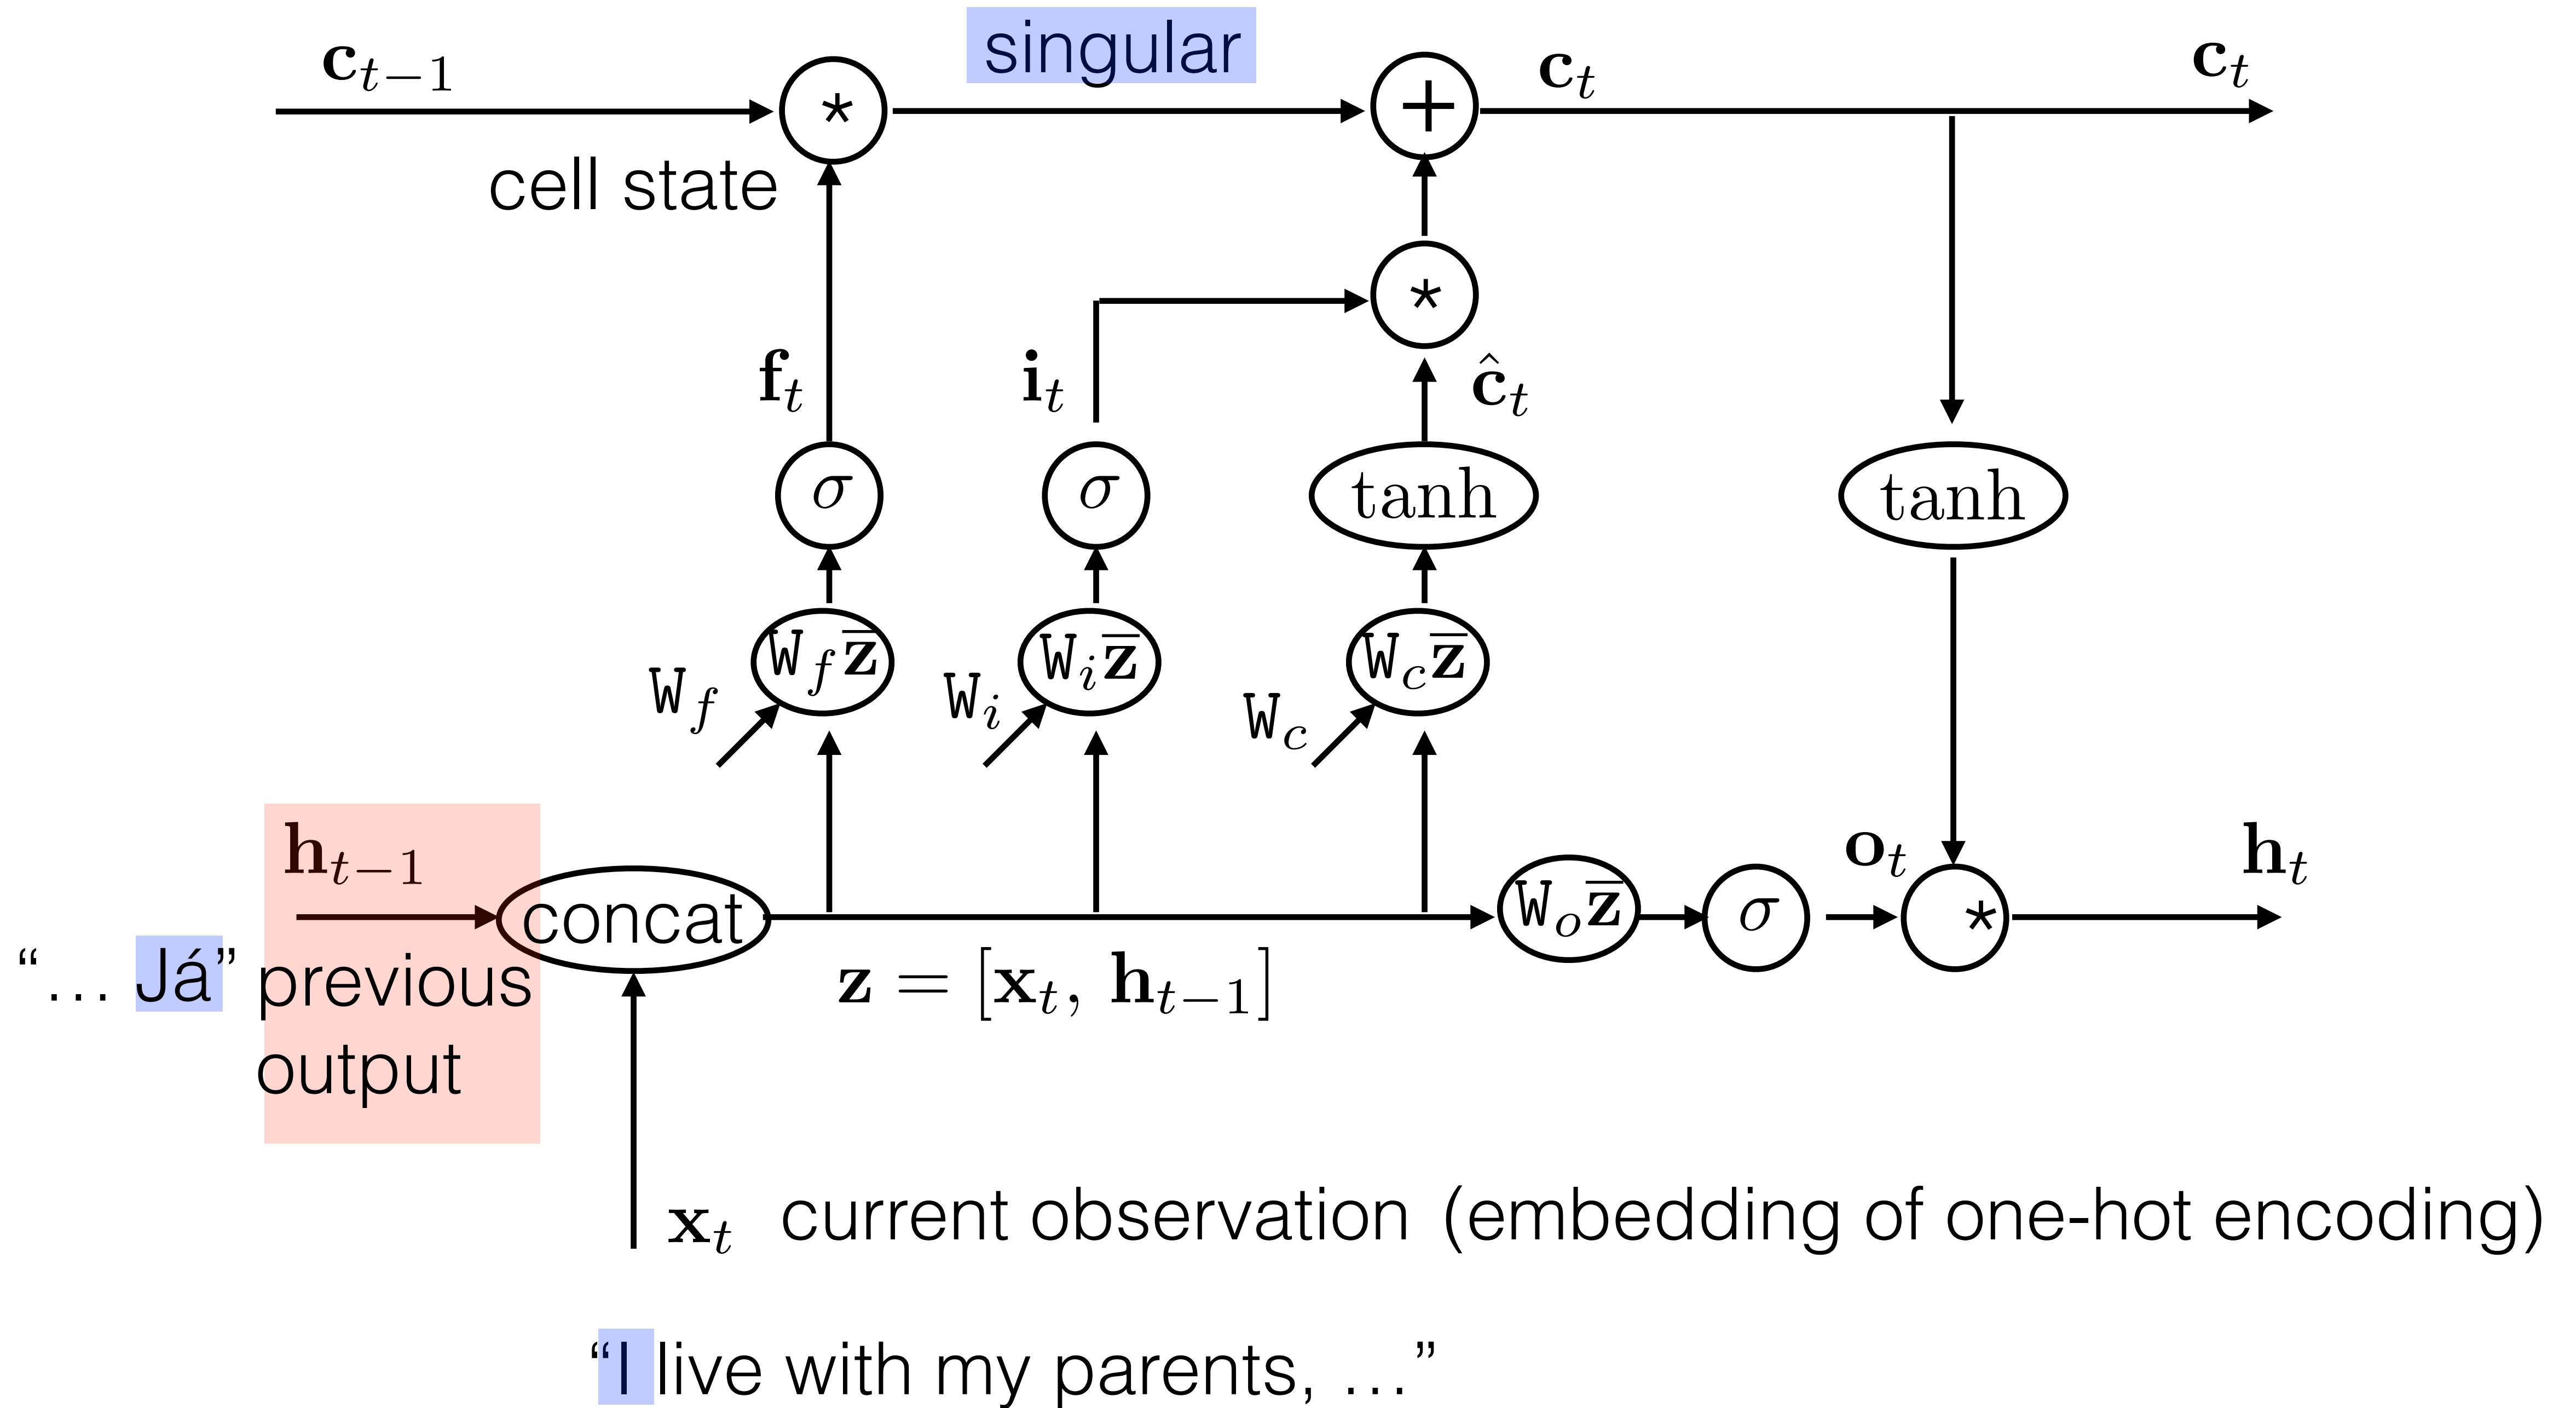 singular
c_{t−1}
*
+
c_t
c_t
cell state
*
f_t
i_t
ĉ_t
σ
σ
tanh
tanh
W_f z̅
W_i z̅
W_c z̅
W_f
W_i
W_c
h_{t−1}
o_t
h_t
concat
W_o z̅
σ
*
“… Já” previous
output
z = [x_t, h_{t−1}]
x_t current observation (embedding of one-hot encoding)
“I live with my parents, …”